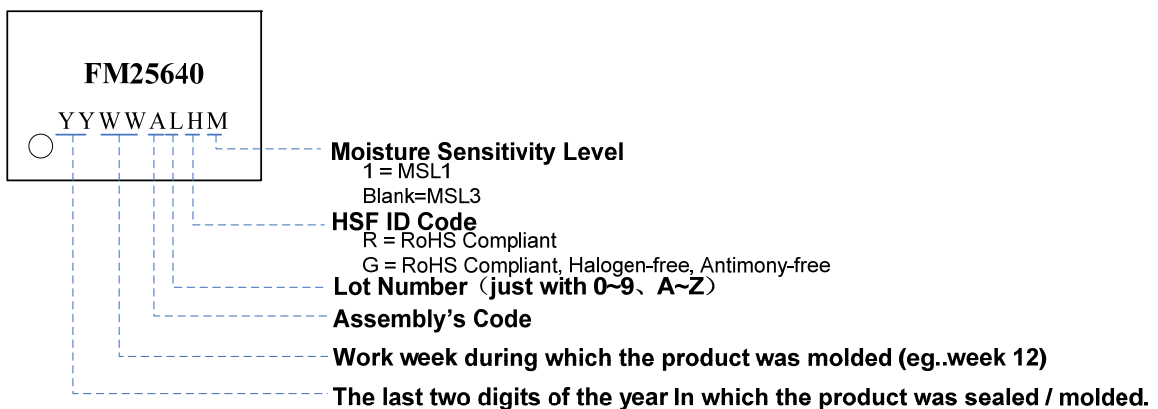 FM25640
YYWWALHM
Moisture Sensitivity Level
1 = MSL1
Blank=MSL3
HSF ID Code
R = RoHS Compliant
G = RoHS Compliant, Halogen-free, Antimony-free
Lot Number（just with 0~9、A~Z）
Assembly's Code
Work week during which the product was molded (eg..week 12)
The last two digits of the year In which the product was sealed / molded.